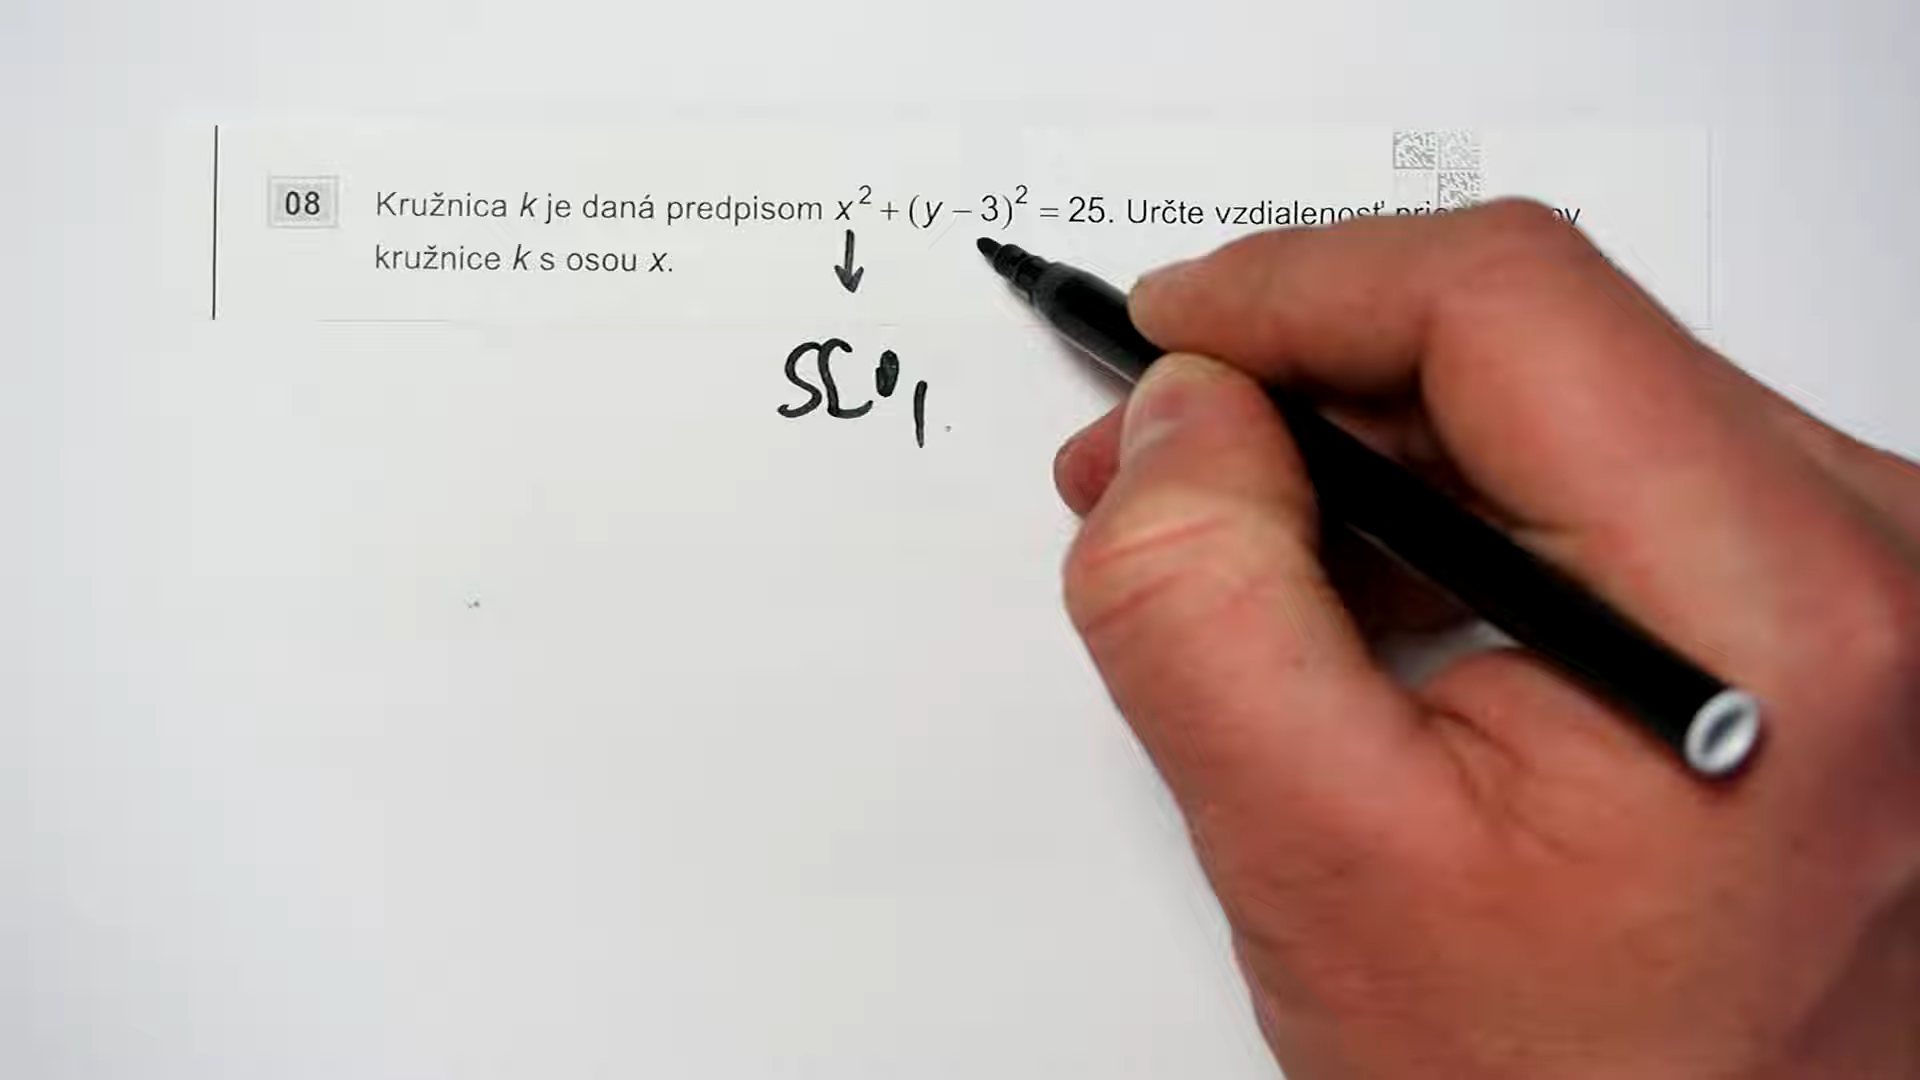 08 Kružnica k je daná predpisom x² + (y − 3)² = 25. Určte vzdialenosť
kružnice k s osou x.
↓
S[0,